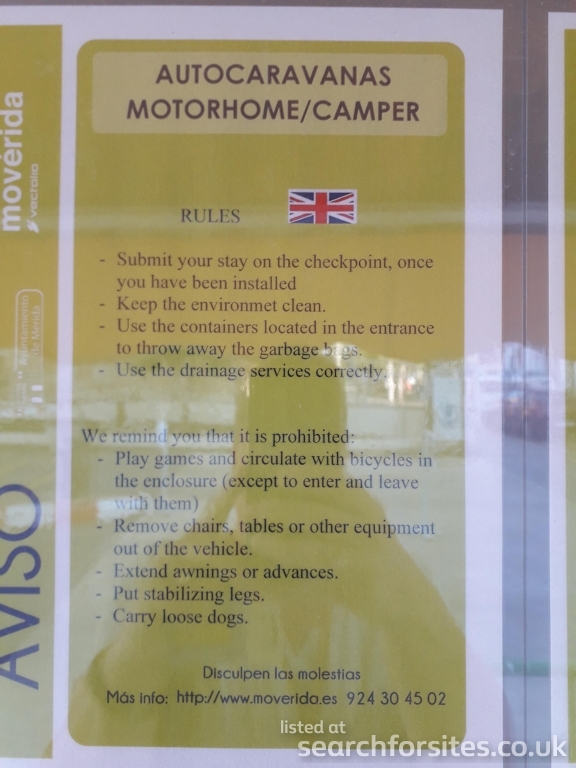 AUTOCARAVANAS
MOTORHOME/CAMPER
RULES
- Submit your stay on the checkpoint, once
you have been installed
- Keep the environmet clean.
- Use the containers located in the entrance
to throw away the garbage bags.
- Use the drainage services correctly.
We remind you that it is prohibited:
- Play games and circulate with bicycles in
the enclosure (except to enter and leave
with them)
- Remove chairs, tables or other equipment
out of the vehicle.
- Extend awnings or advances.
- Put stabilizing legs.
- Carry loose dogs.
Disculpen las molestias
Más info: http://www.moverida.es 924 30 45 02
movérida
vectalia
Ayuntamiento
de Mérida
AVISO
listed at
searchforsites.co.uk